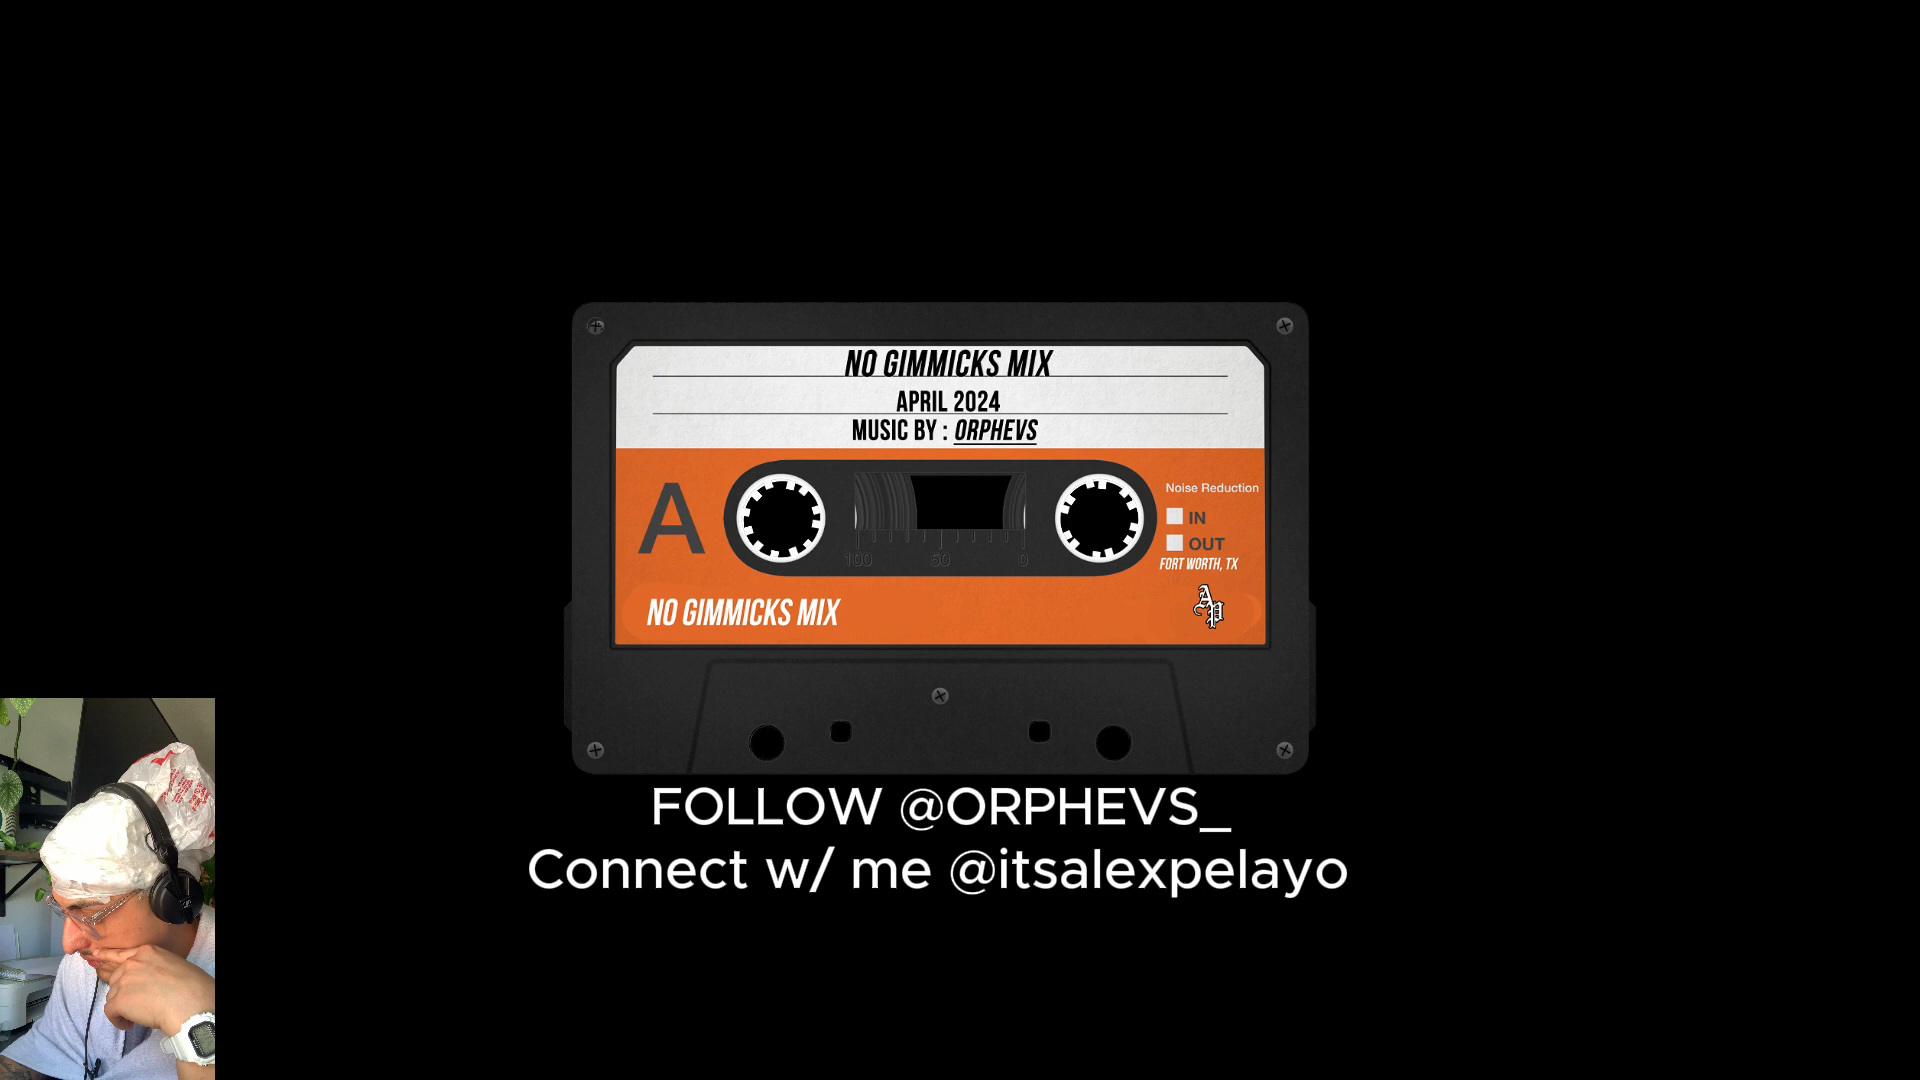 NO GIMMICKS MIX
APRIL 2024
MUSIC BY : ORPHEVS
A
100 50 0
Noise Reduction
IN
OUT
FORT WORTH, TX
NO GIMMICKS MIX
AP
FOLLOW @ORPHEVS_
Connect w/ me @itsalexpelayo